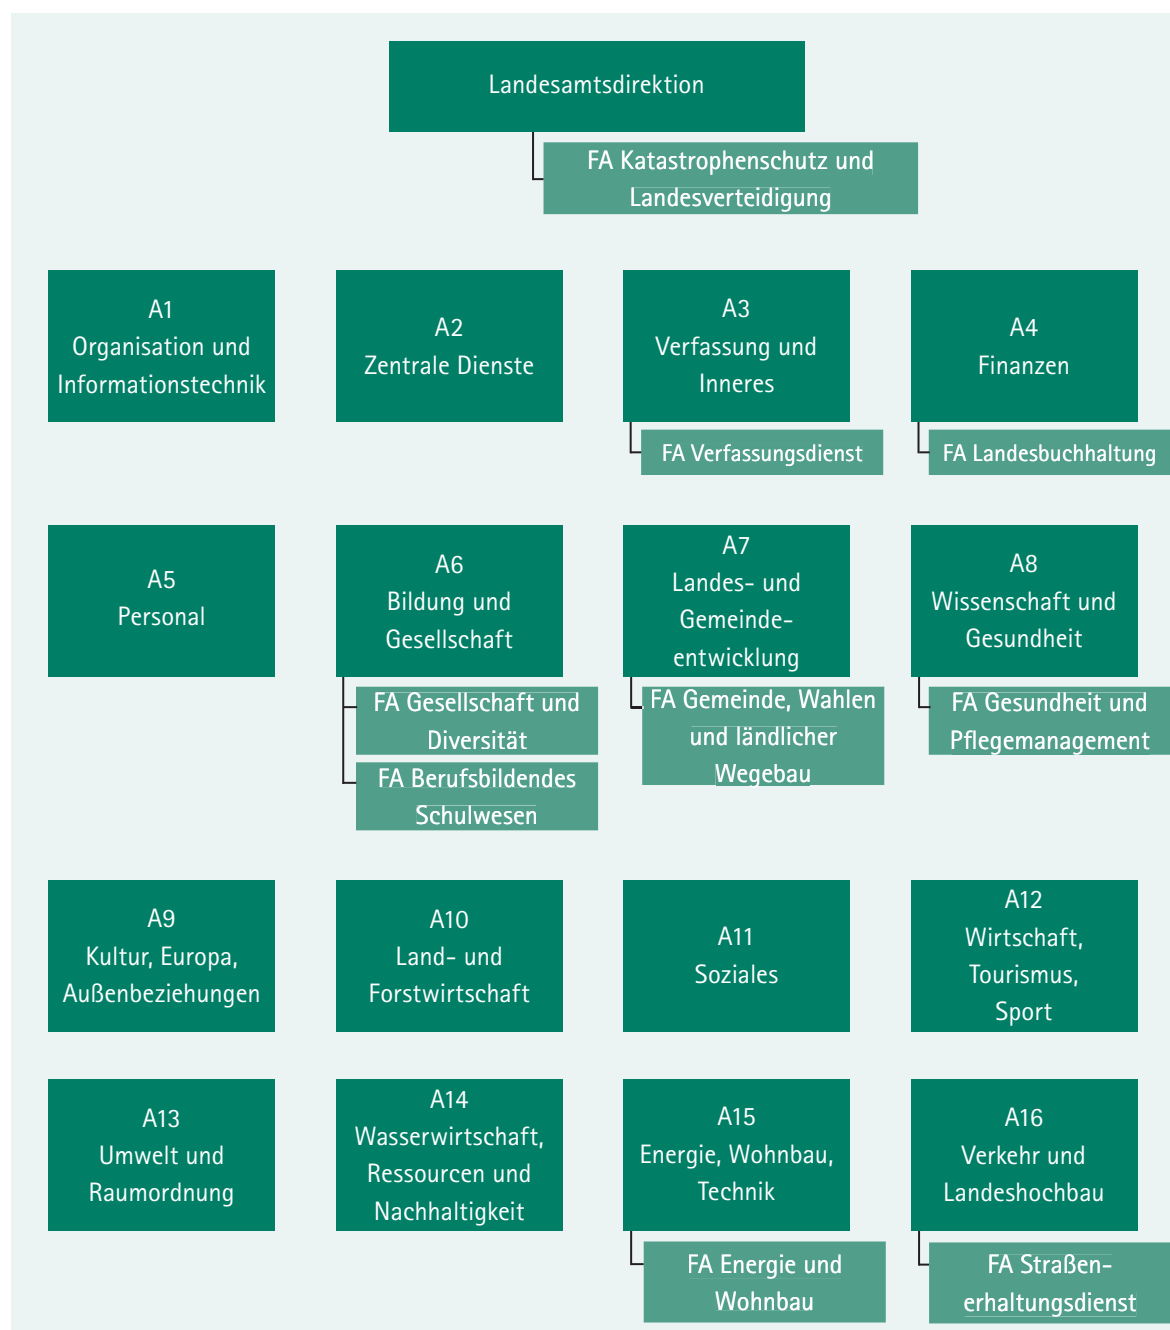 Landesamtsdirektion
FA Katastrophenschutz und
Landesverteidigung
A1
Organisation und
Informationstechnik
A2
Zentrale Dienste
A3
Verfassung und
Inneres
FA Verfassungsdienst
A4
Finanzen
FA Landesbuchhaltung
A5
Personal
A6
Bildung und
Gesellschaft
FA Gesellschaft und
Diversität
FA Berufsbildendes
Schulwesen
A7
Landes- und
Gemeinde-
entwicklung
FA Gemeinde, Wahlen
und ländlicher
Wegebau
A8
Wissenschaft und
Gesundheit
FA Gesundheit und
Pflegemanagement
A9
Kultur, Europa,
Außenbeziehungen
A10
Land- und
Forstwirtschaft
A11
Soziales
A12
Wirtschaft,
Tourismus,
Sport
A13
Umwelt und
Raumordnung
A14
Wasserwirtschaft,
Ressourcen und
Nachhaltigkeit
A15
Energie, Wohnbau,
Technik
FA Energie und
Wohnbau
A16
Verkehr und
Landeshochbau
FA Straßen-
erhaltungsdienst